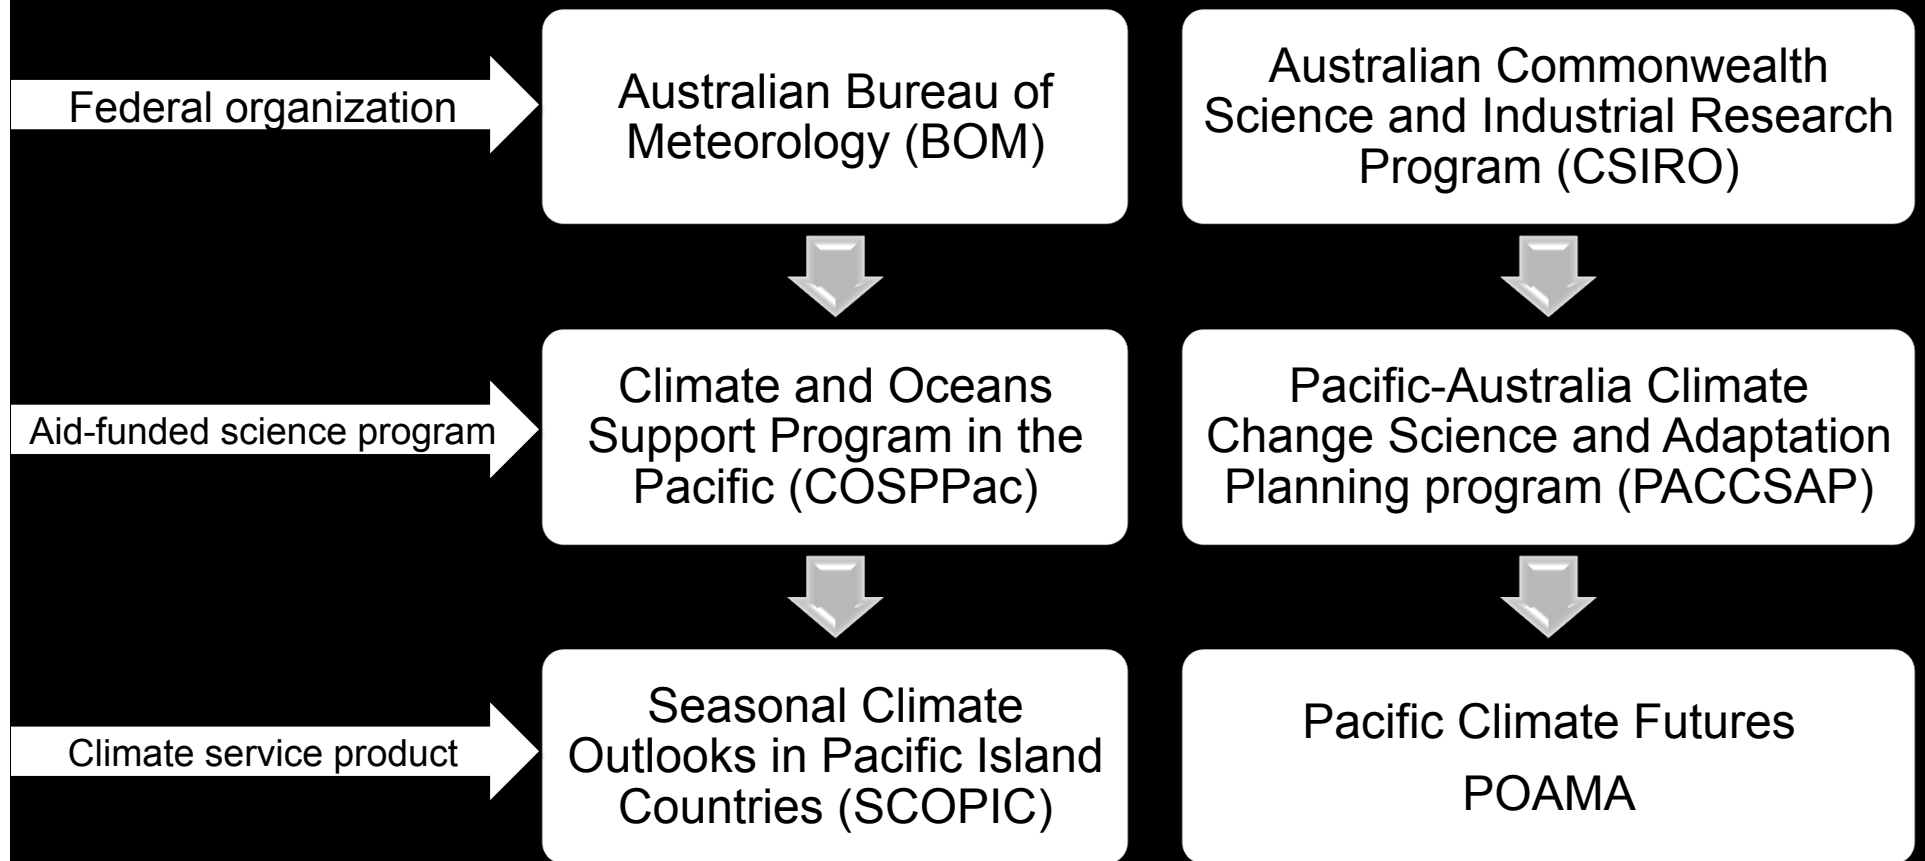 Federal organization
Australian Bureau of
Meteorology (BOM)
Australian Commonwealth
Science and Industrial Research
Program (CSIRO)
Aid-funded science program
Climate and Oceans
Support Program in the
Pacific (COSPPac)
Pacific-Australia Climate
Change Science and Adaptation
Planning program (PACCSAP)
Climate service product
Seasonal Climate
Outlooks in Pacific Island
Countries (SCOPIC)
Pacific Climate Futures
POAMA